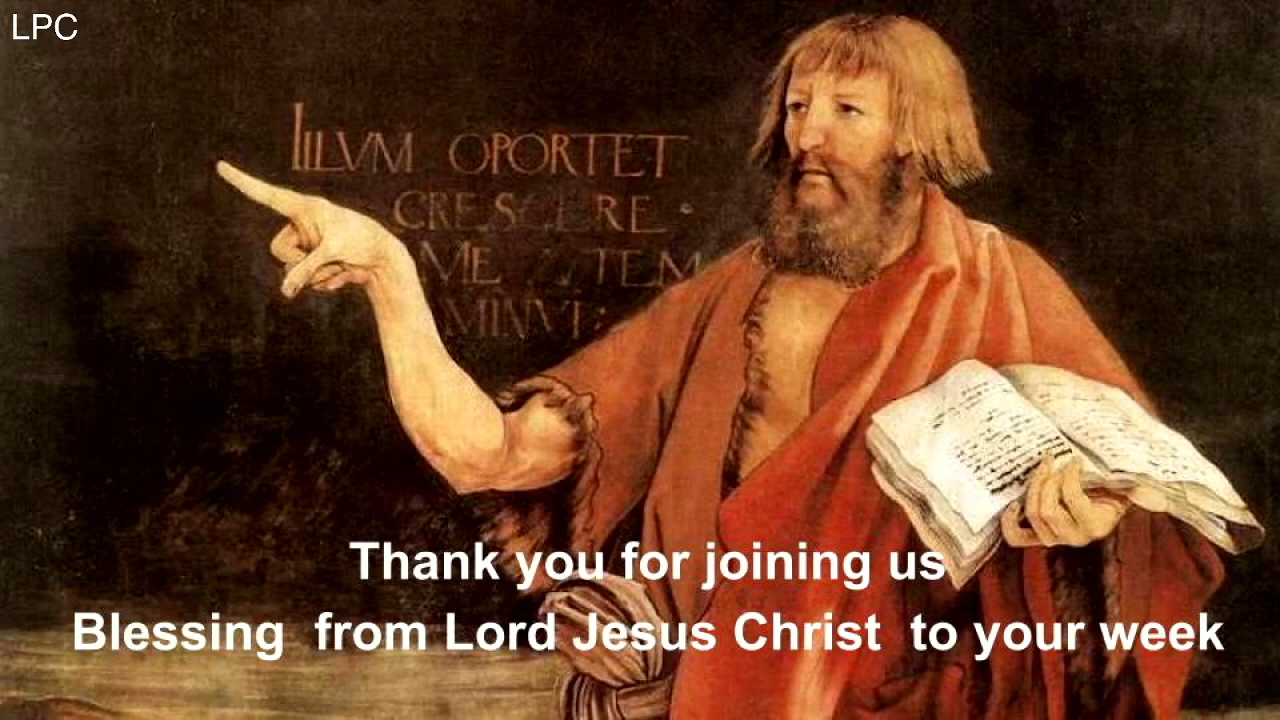 LPC
ILLVM OPORTET
CRESCERE
ME TEM
MINVI
Thank you for joining us
Blessing from Lord Jesus Christ to your week